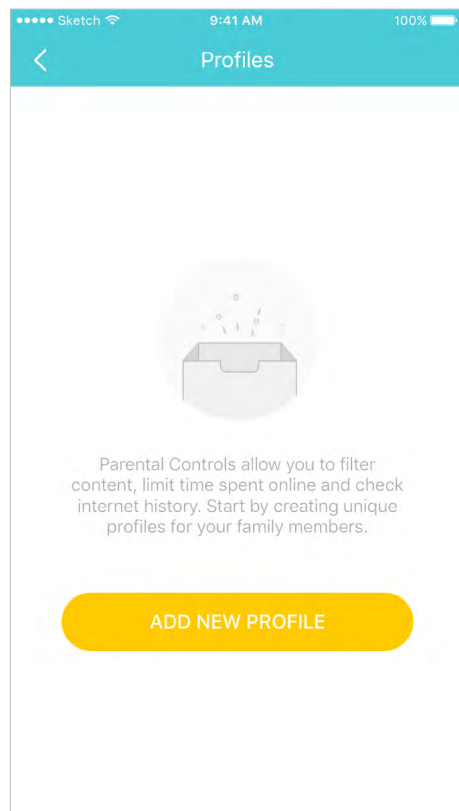 Sketch 9:41 AM 100%
Profiles
Parental Controls allow you to filter
content, limit time spent online and check
internet history. Start by creating unique
profiles for your family members.
ADD NEW PROFILE